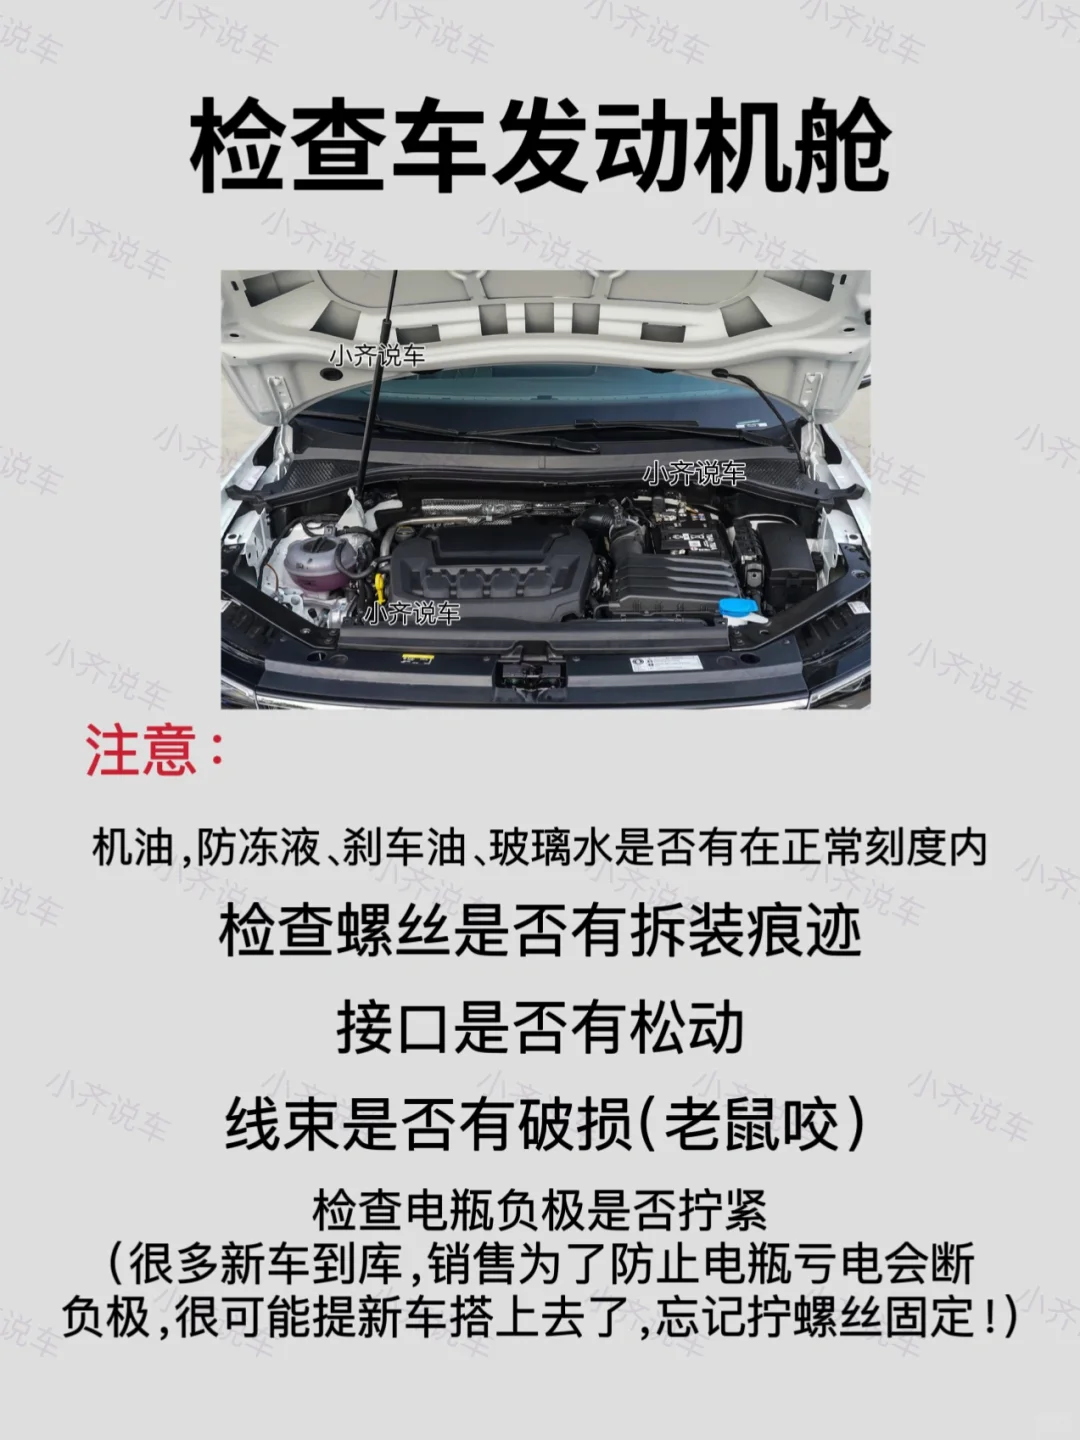 检查车发动机舱
小齐说车
小齐说车
小齐说车
注意：
机油,防冻液、刹车油、玻璃水是否有在正常刻度内
检查螺丝是否有拆装痕迹
接口是否有松动
线束是否有破损(老鼠咬)
检查电瓶负极是否拧紧
(很多新车到库,销售为了防止电瓶亏电会断
负极,很可能提新车搭上去了,忘记拧螺丝固定!)